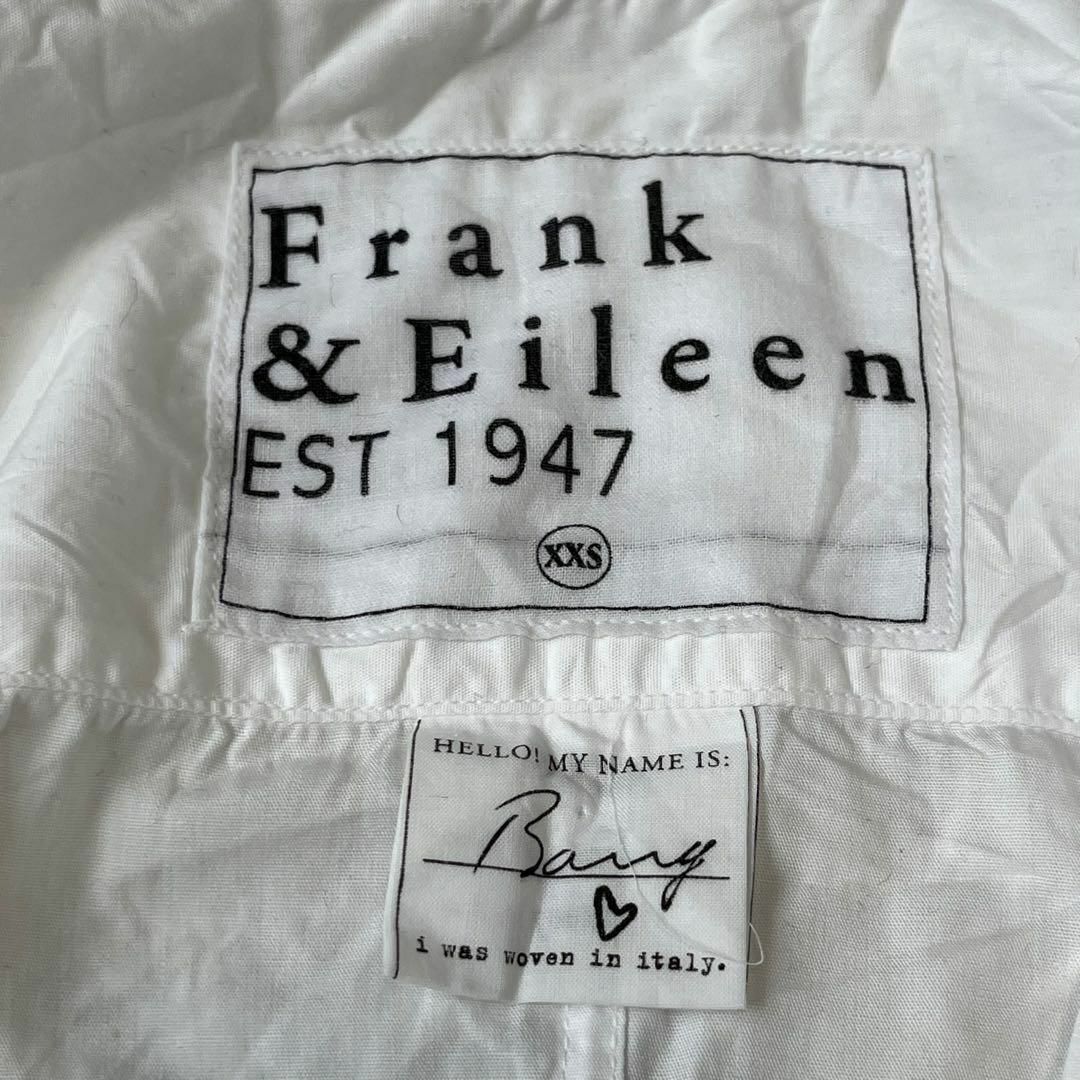 Frank
& Eileen
EST 1947
XXS
HELLO! MY NAME IS:
Barry
i was woven in italy.